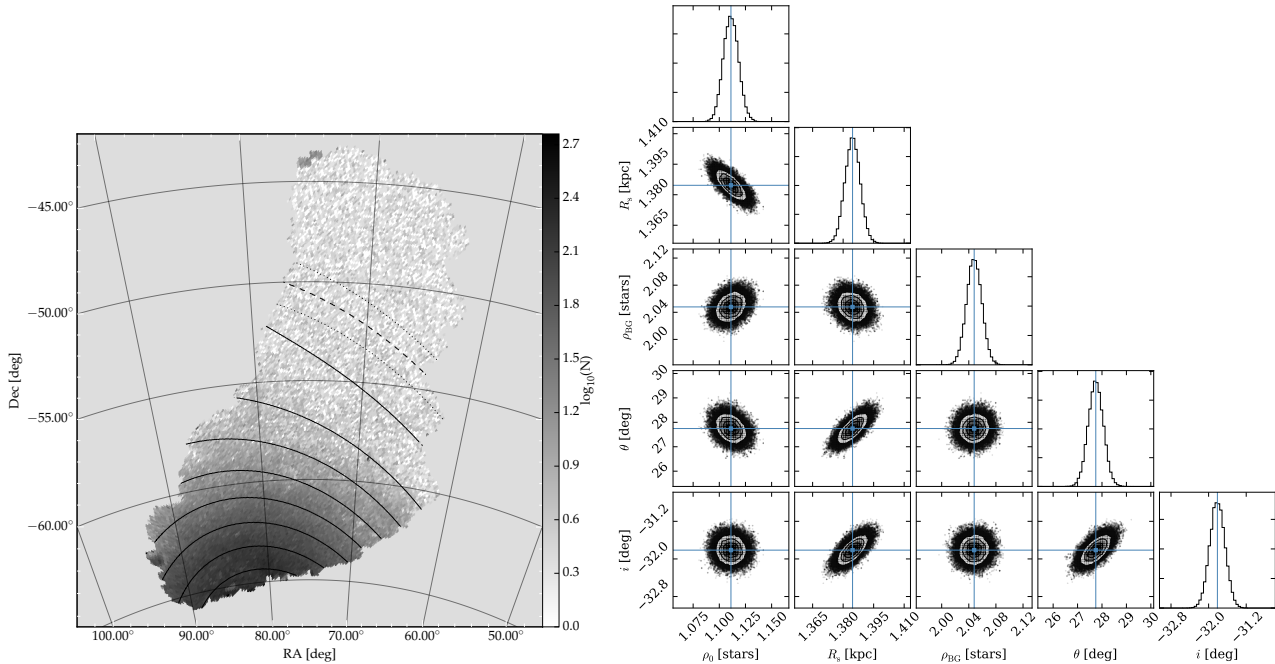 −45.00°
−50.00°
−55.00°
−60.00°
Dec [deg]
100.00° 90.00° 80.00° 70.00° 60.00° 50.00°
RA [deg]
2.7
2.4
2.1
1.8
1.5
1.2
0.9
0.6
0.3
0.0
log₁₀(N)
1.410
1.395
1.380
1.365
Rₛ [kpc]
2.12
2.08
2.04
2.00
ρ_BG [stars]
30
29
28
27
26
θ [deg]
−31.2
−32.0
−32.8
i [deg]
1.075 1.100 1.125 1.150
ρ₀ [stars]
1.365 1.380 1.395 1.410
Rₛ [kpc]
2.00 2.04 2.08 2.12
ρ_BG [stars]
26 27 28 29 30
θ [deg]
−32.8 −32.0 −31.2
i [deg]